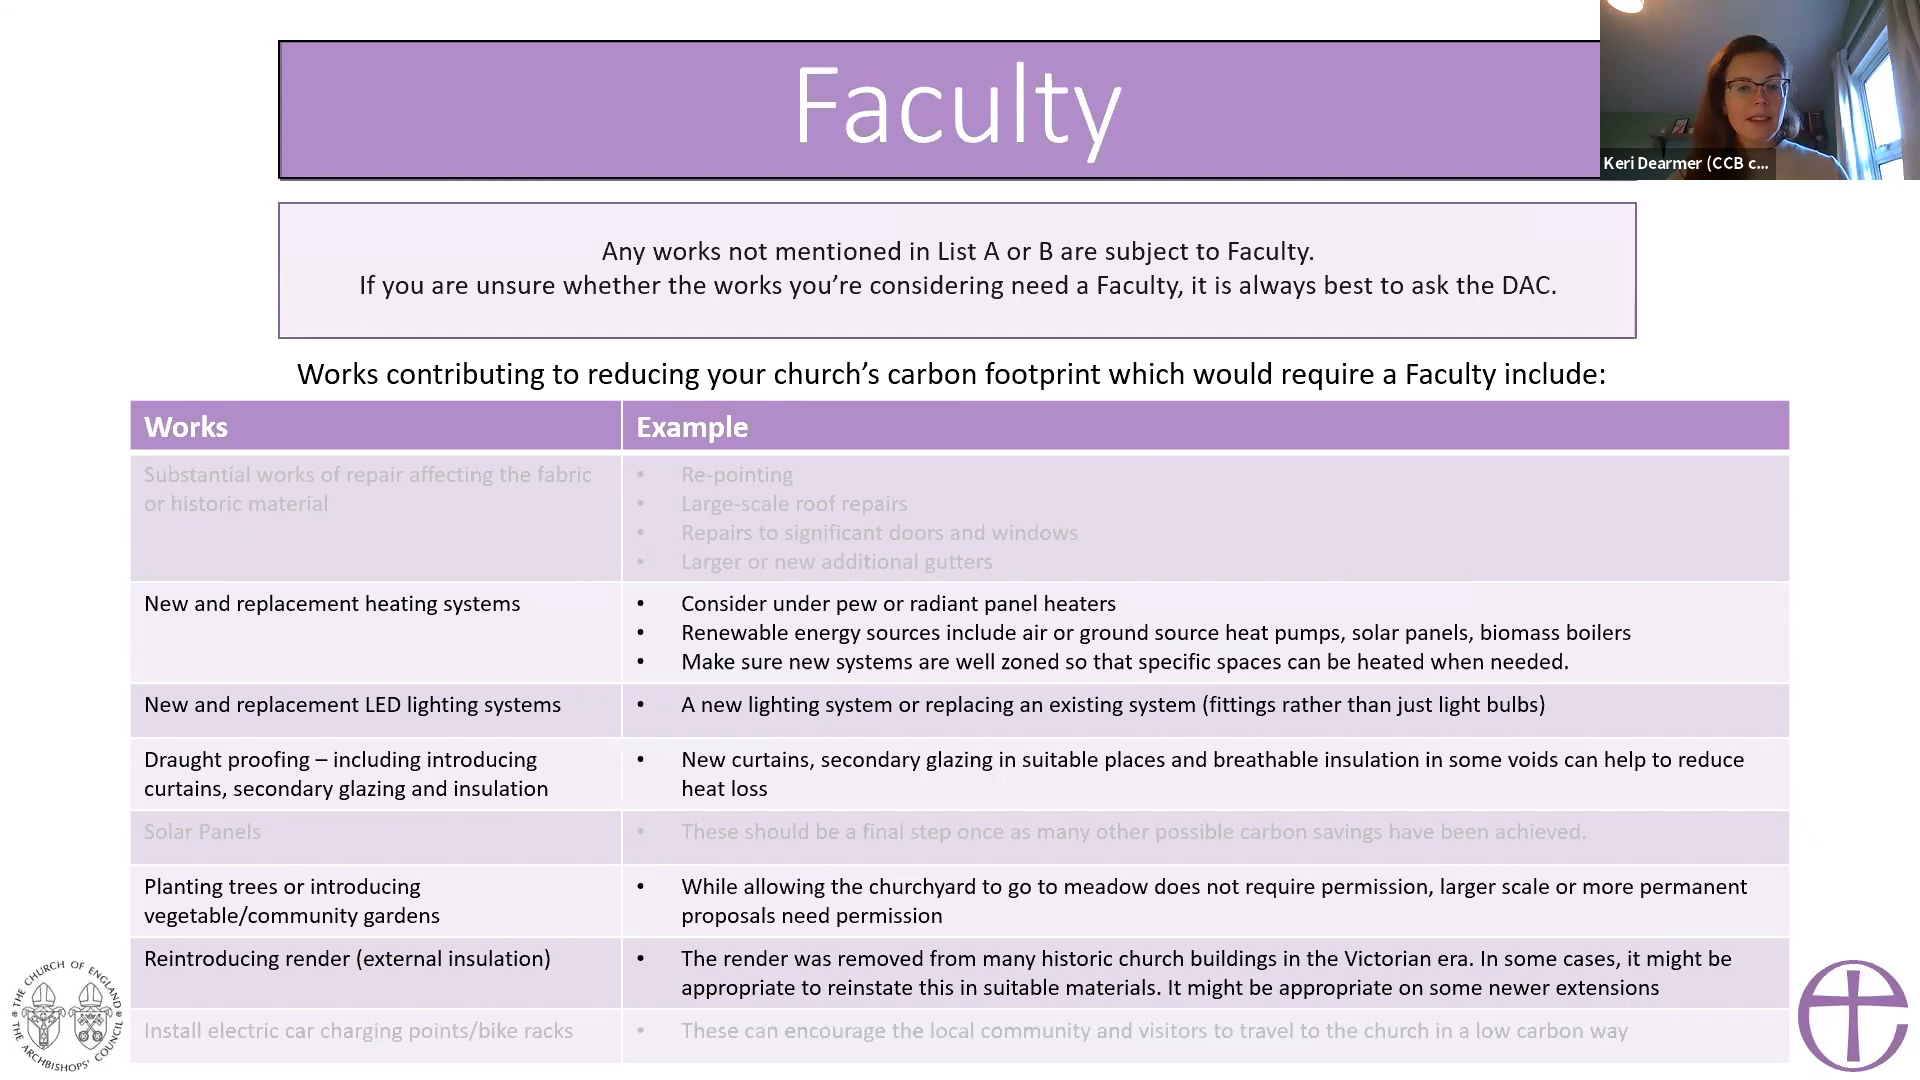 Faculty
Keri Dearmer (CCB c...
Any works not mentioned in List A or B are subject to Faculty.
If you are unsure whether the works you’re considering need a Faculty, it is always best to ask the DAC.
Works contributing to reducing your church’s carbon footprint which would require a Faculty include:
Works
Example
Substantial works of repair affecting the fabric
or historic material
• Re-pointing
• Large-scale roof repairs
• Repairs to significant doors and windows
• Larger or new additional gutters
New and replacement heating systems
• Consider under pew or radiant panel heaters
• Renewable energy sources include air or ground source heat pumps, solar panels, biomass boilers
• Make sure new systems are well zoned so that specific spaces can be heated when needed.
New and replacement LED lighting systems
• A new lighting system or replacing an existing system (fittings rather than just light bulbs)
Draught proofing – including introducing
curtains, secondary glazing and insulation
• New curtains, secondary glazing in suitable places and breathable insulation in some voids can help to reduce
heat loss
Solar Panels
• These should be a final step once as many other possible carbon savings have been achieved.
Planting trees or introducing
vegetable/community gardens
• While allowing the churchyard to go to meadow does not require permission, larger scale or more permanent
proposals need permission
Reintroducing render (external insulation)
• The render was removed from many historic church buildings in the Victorian era. In some cases, it might be
appropriate to reinstate this in suitable materials. It might be appropriate on some newer extensions
Install electric car charging points/bike racks
• These can encourage the local community and visitors to travel to the church in a low carbon way
THE CHURCH OF ENGLAND
THE ARCHBISHOPS’ COUNCIL